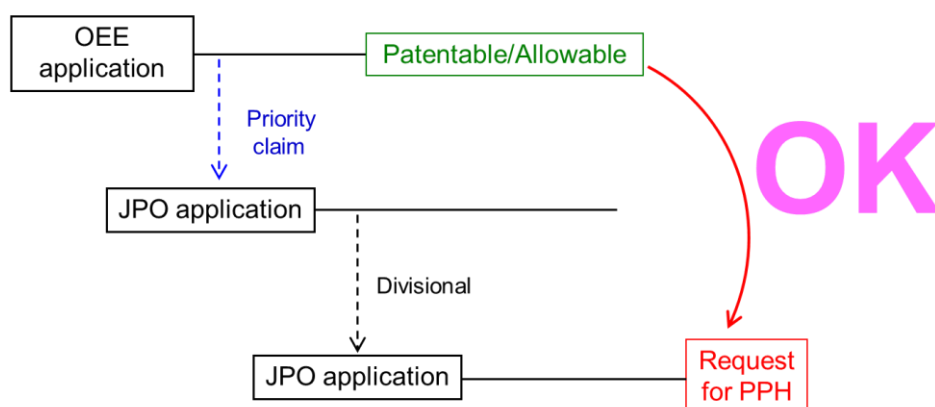 OEE
application
Patentable/Allowable
Priority
claim
OK
JPO application
Divisional
JPO application
Request
for PPH